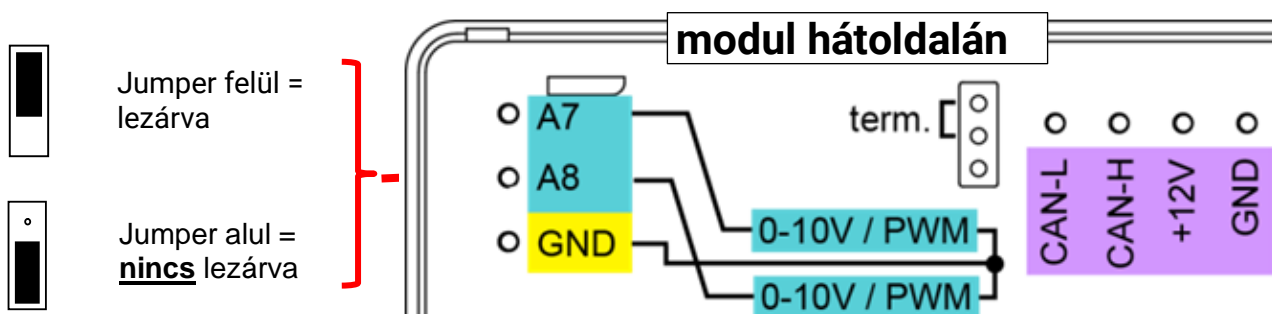 modul hátoldalán
Jumper felül =
lezárva
Jumper alul =
nincs lezárva
A7
A8
GND
0-10V / PWM
0-10V / PWM
term.
CAN-L
CAN-H
+12V
GND